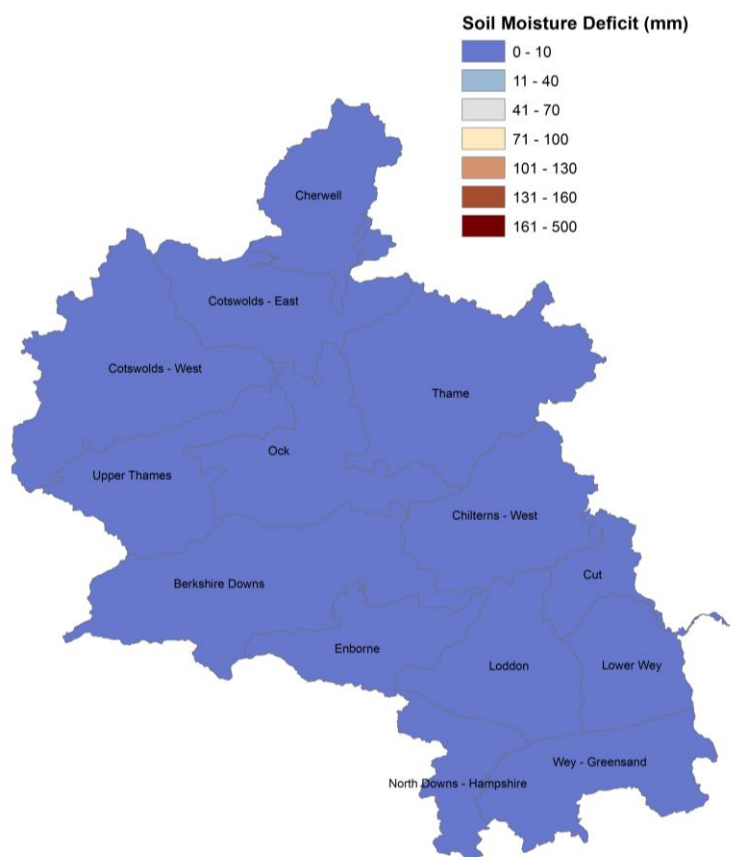 Soil Moisture Deficit (mm)
0 - 10
11 - 40
41 - 70
71 - 100
101 - 130
131 - 160
161 - 500
Cherwell
Cotswolds - East
Cotswolds - West
Thame
Ock
Upper Thames
Chilterns - West
Cut
Berkshire Downs
Enborne
Loddon
Lower Wey
Wey - Greensand
North Downs - Hampshire